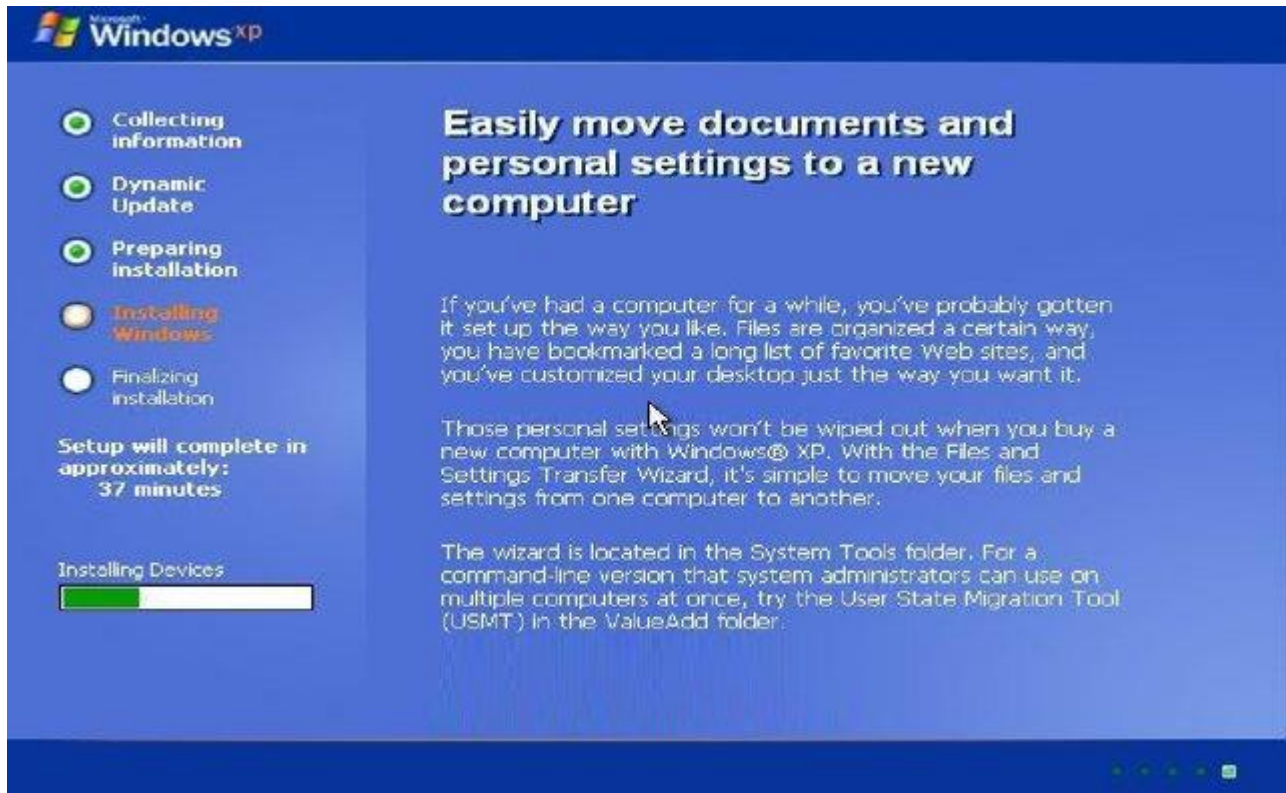 Microsoft
Windows xp
Collecting
information
Dynamic
Update
Preparing
installation
Installing
Windows
Finalizing
installation
Setup will complete in
approximately:
37 minutes
Installing Devices
Easily move documents and
personal settings to a new
computer
If you've had a computer for a while, you've probably gotten
it set up the way you like. Files are organized a certain way,
you have bookmarked a long list of favorite Web sites, and
you've customized your desktop just the way you want it.
Those personal settings won't be wiped out when you buy a
new computer with Windows® XP. With the Files and
Settings Transfer Wizard, it's simple to move your files and
settings from one computer to another.
The wizard is located in the System Tools folder. For a
command-line version that system administrators can use on
multiple computers at once, try the User State Migration Tool
(USMT) in the ValueAdd folder.